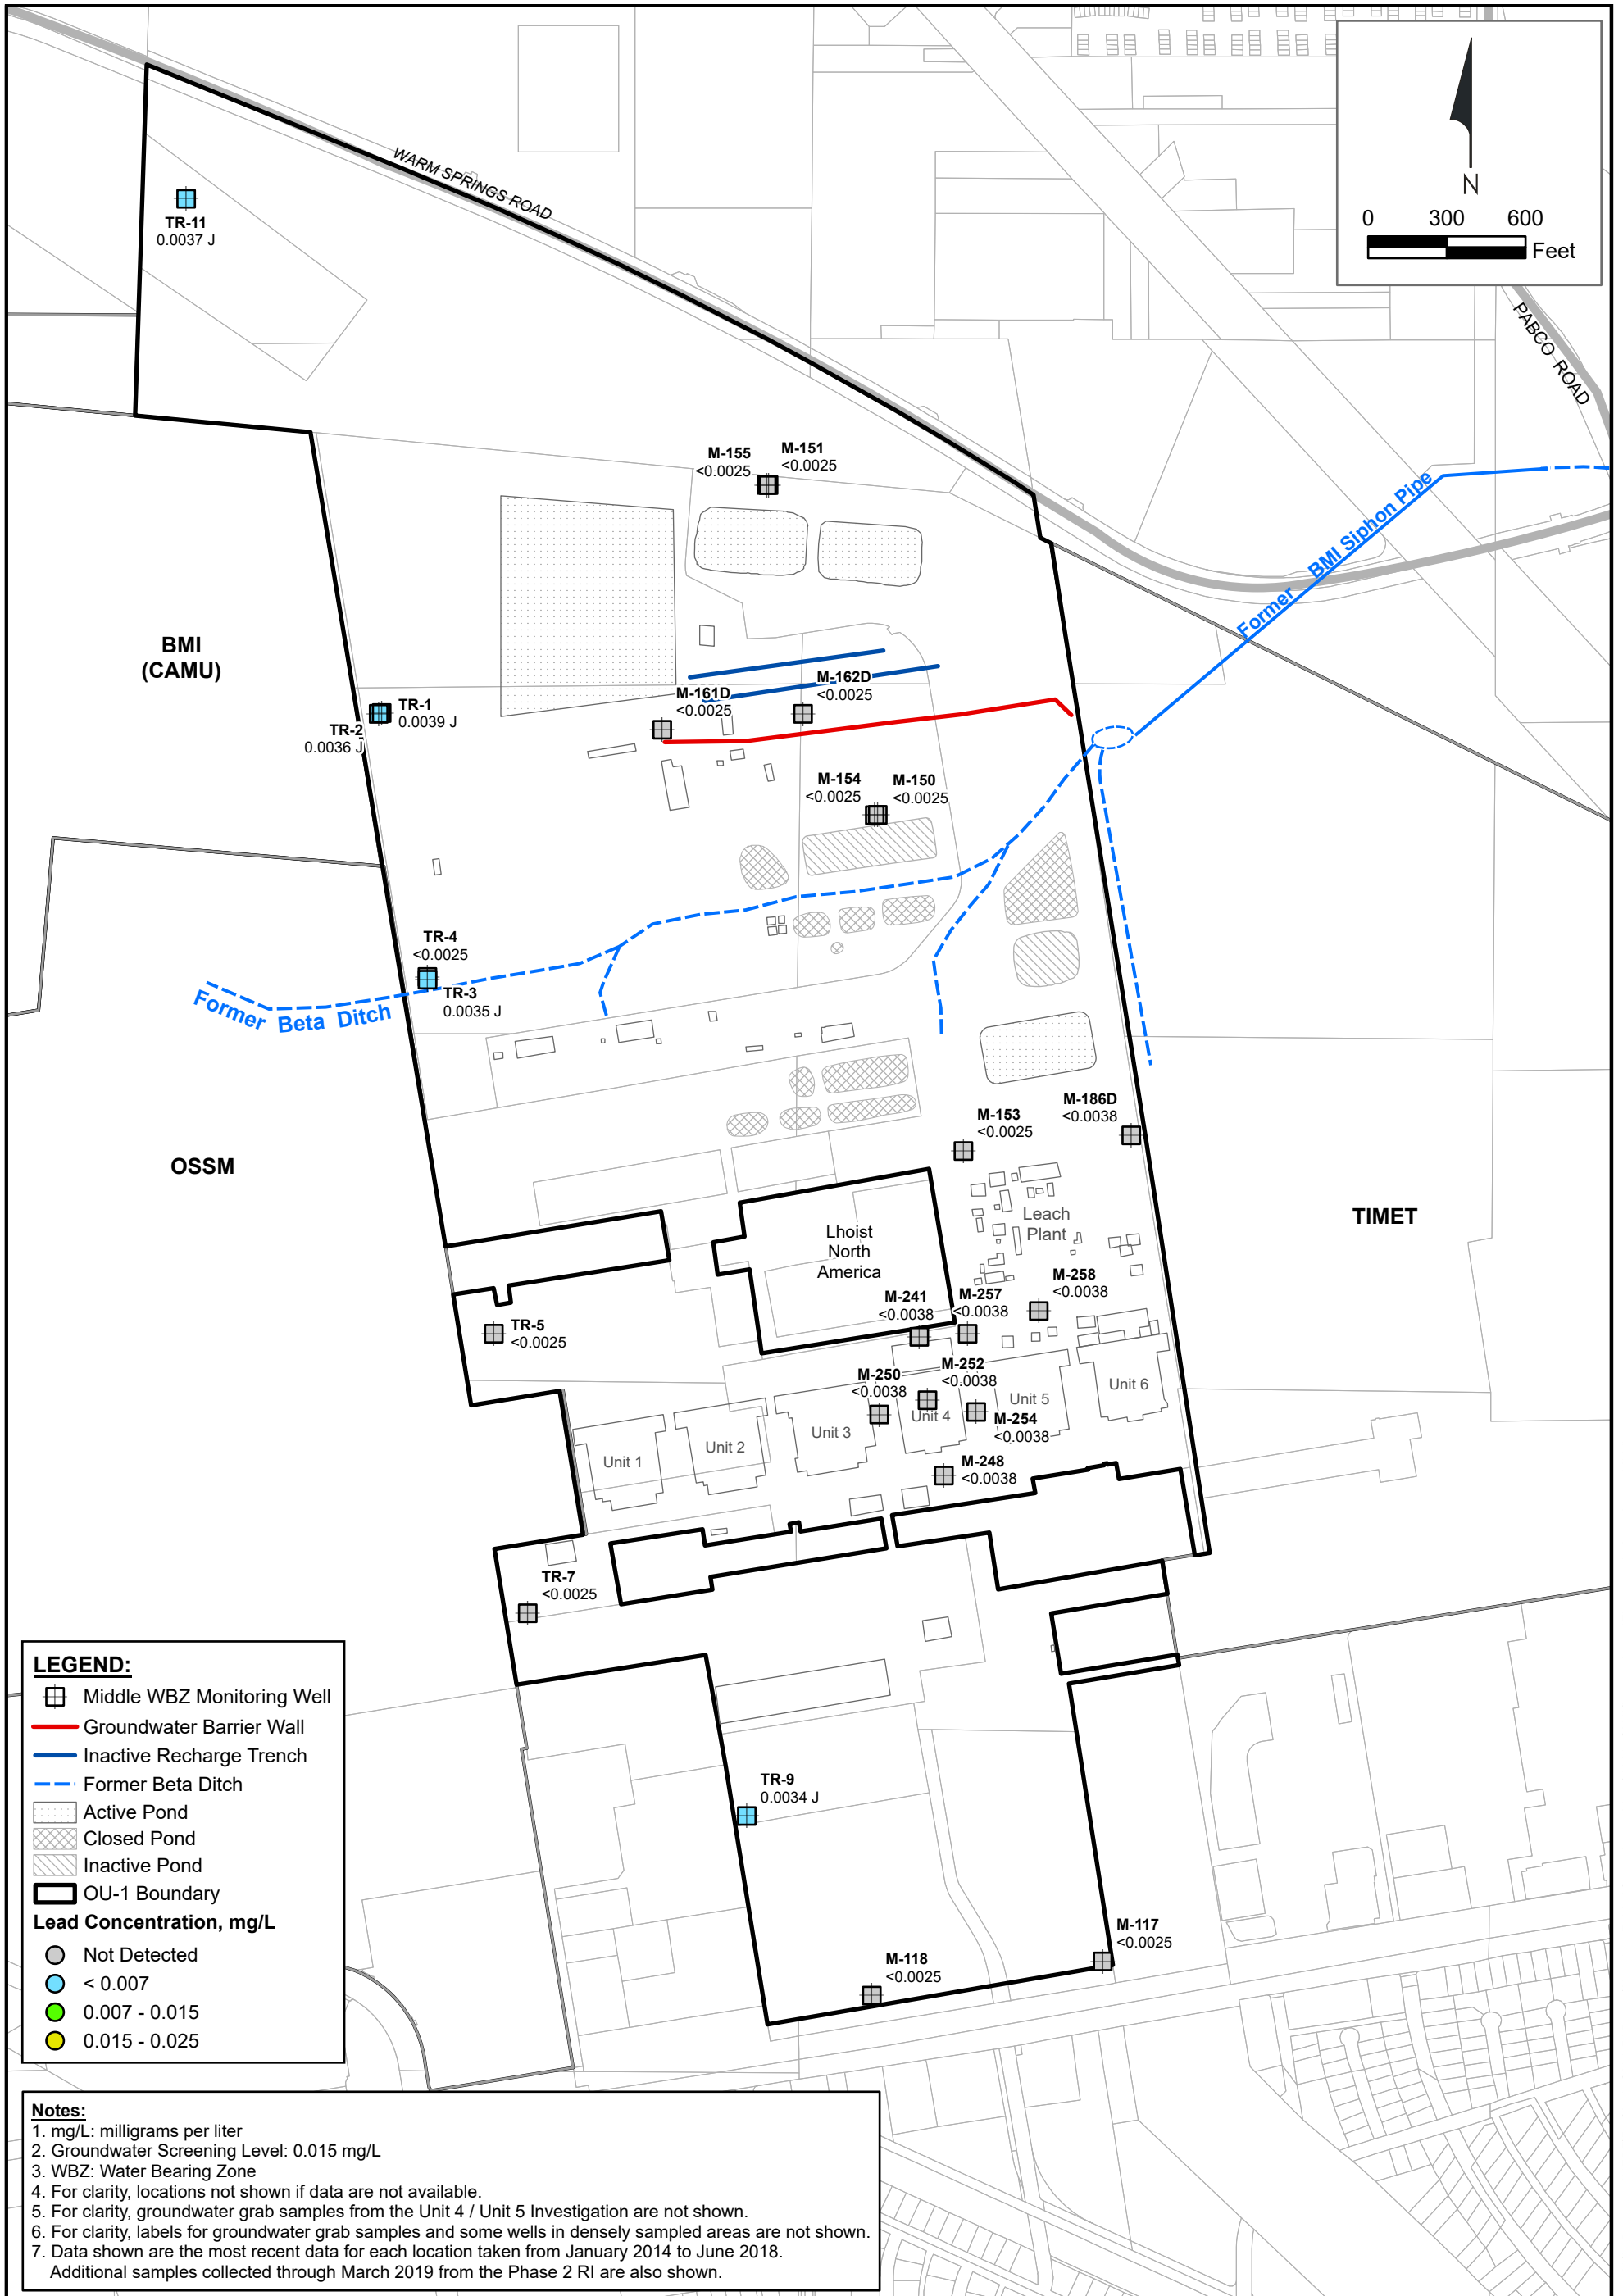 N
0 300 600
Feet
WARM SPRINGS ROAD
PABCO ROAD
TR-11
0.0037 J
M-155
<0.0025
M-151
<0.0025
Former BMI Siphon Pipe
BMI
(CAMU)
TR-1
0.0039 J
TR-2
0.0036 J
M-161D
<0.0025
M-162D
<0.0025
M-154
<0.0025
M-150
<0.0025
TR-4
<0.0025
TR-3
0.0035 J
Former Beta Ditch
M-153
<0.0025
M-186D
<0.0038
OSSM
TIMET
Leach
Plant
Lhoist
North
America
M-241
<0.0038
M-257
<0.0038
M-258
<0.0038
TR-5
<0.0025
M-250
<0.0038
M-252
<0.0038
M-254
<0.0038
Unit 1
Unit 2
Unit 3
Unit 4
Unit 5
Unit 6
M-248
<0.0038
TR-7
<0.0025
TR-9
0.0034 J
M-118
<0.0025
M-117
<0.0025
LEGEND:
Middle WBZ Monitoring Well
Groundwater Barrier Wall
Inactive Recharge Trench
Former Beta Ditch
Active Pond
Closed Pond
Inactive Pond
OU-1 Boundary
Lead Concentration, mg/L
Not Detected
< 0.007
0.007 - 0.015
0.015 - 0.025
Notes:
1. mg/L: milligrams per liter
2. Groundwater Screening Level: 0.015 mg/L
3. WBZ: Water Bearing Zone
4. For clarity, locations not shown if data are not available.
5. For clarity, groundwater grab samples from the Unit 4 / Unit 5 Investigation are not shown.
6. For clarity, labels for groundwater grab samples and some wells in densely sampled areas are not shown.
7. Data shown are the most recent data for each location taken from January 2014 to June 2018.
Additional samples collected through March 2019 from the Phase 2 RI are also shown.